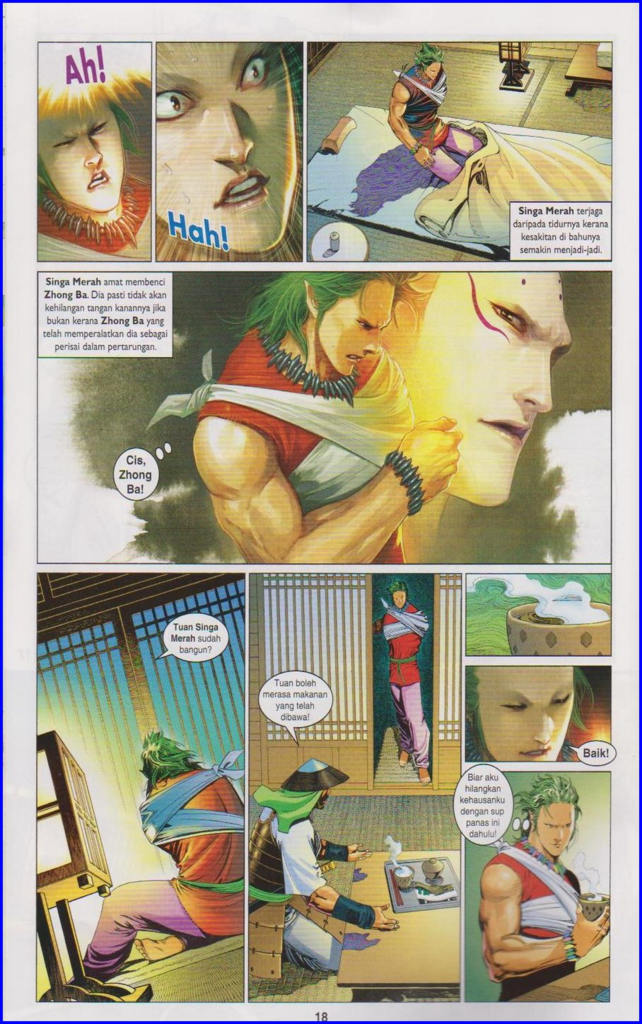 Ah!
Hah!
Singa Merah terjaga
daripada tidurnya kerana
kesakitan di bahunya
semakin menjadi-jadi.
Singa Merah amat membenci
Zhong Ba. Dia pasti tidak akan
kehilangan tangan kanannya jika
bukan kerana Zhong Ba yang
telah memperalatkan dia sebagai
perisai dalam pertarungan.
Cis,
Zhong
Ba!
Tuan Singa
Merah sudah
bangun?
Tuan boleh
merasa makanan
yang telah
dibawa!
Baik!
Biar aku
hilangkan
kehausanku
dengan sup
panas ini
dahulu!
18